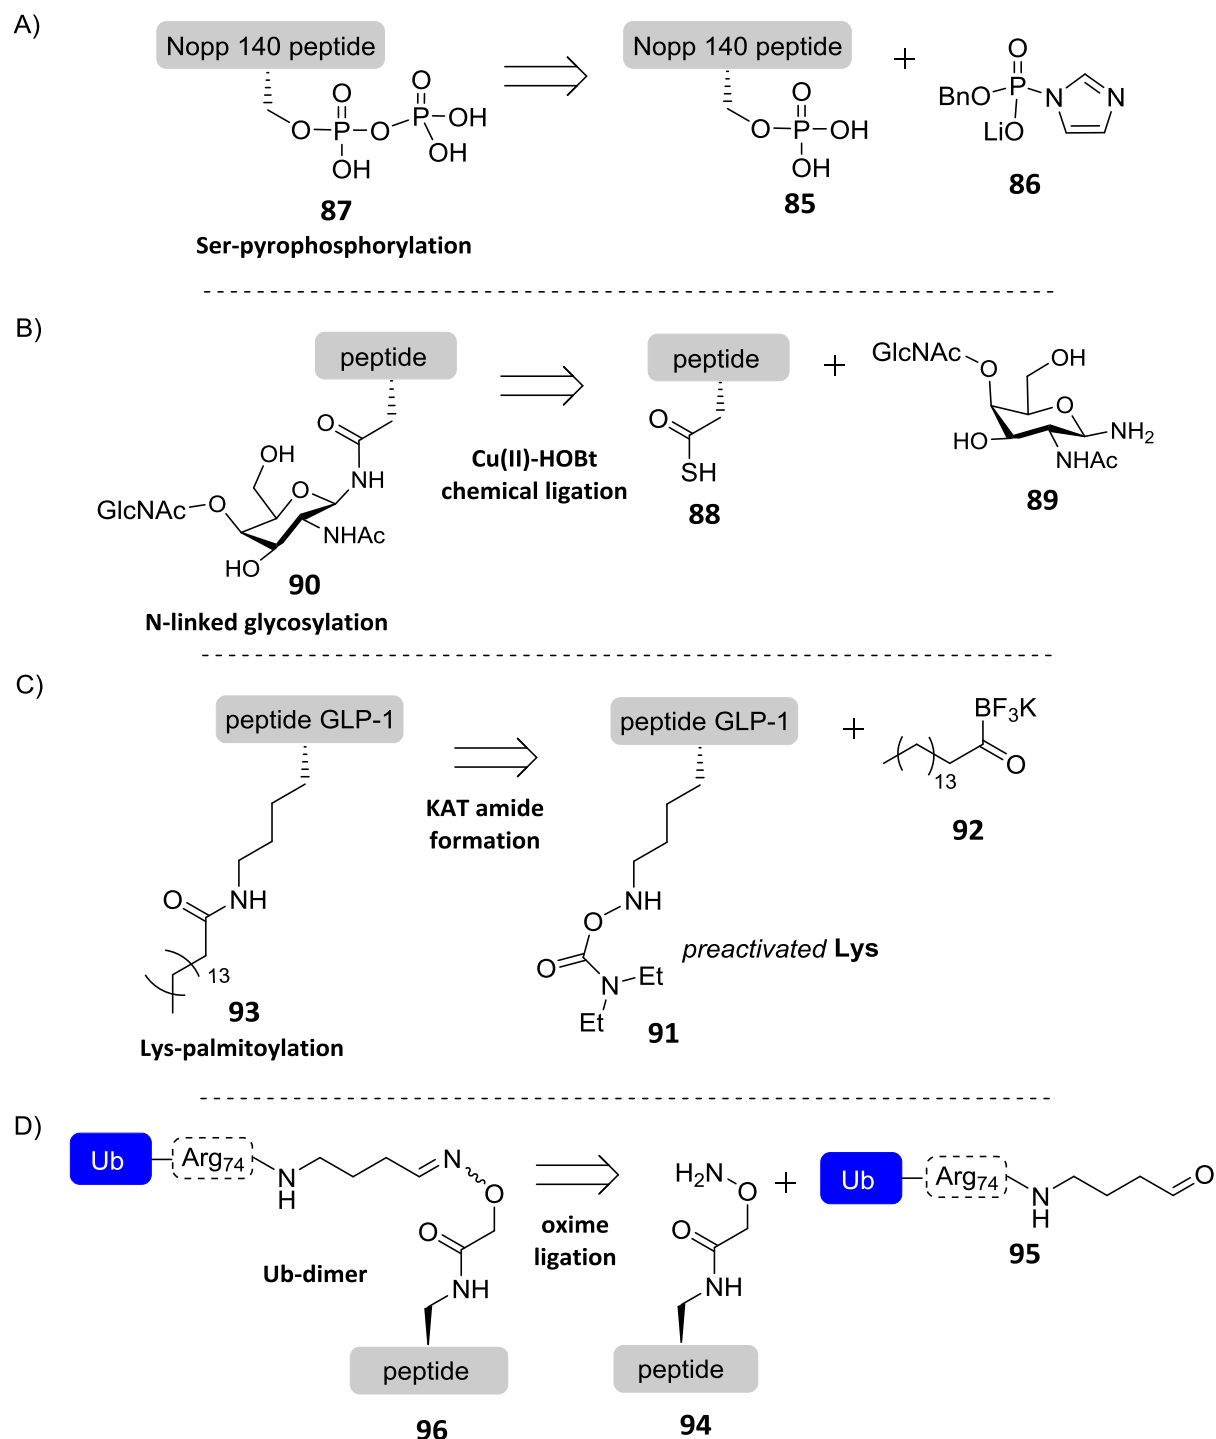 A)
Nopp 140 peptide
O
P
OH
O
O
P
OH
OH
87
Ser-pyrophosphorylation
Nopp 140 peptide
O
O
P
OH
OH
85
+
O
BnO
P
N
N
LiO
86
B)
peptide
O
NH
OH
O
GlcNAc
O
NHAc
HO
90
N-linked glycosylation
Cu(II)-HOBt
chemical ligation
peptide
O
SH
88
+
GlcNAc
O
OH
O
HO
NH2
NHAc
89
C)
peptide GLP-1
O
NH
13
93
Lys-palmitoylation
KAT amide
formation
peptide GLP-1
NH
O
O
N
Et
Et
preactivated Lys
91
+
BF3K
O
13
92
D)
Ub
Arg74
N
H
N
O
O
NH
Ub-dimer
peptide
96
oxime
ligation
H2N
O
O
NH
peptide
94
+
Ub
Arg74
N
H
O
95